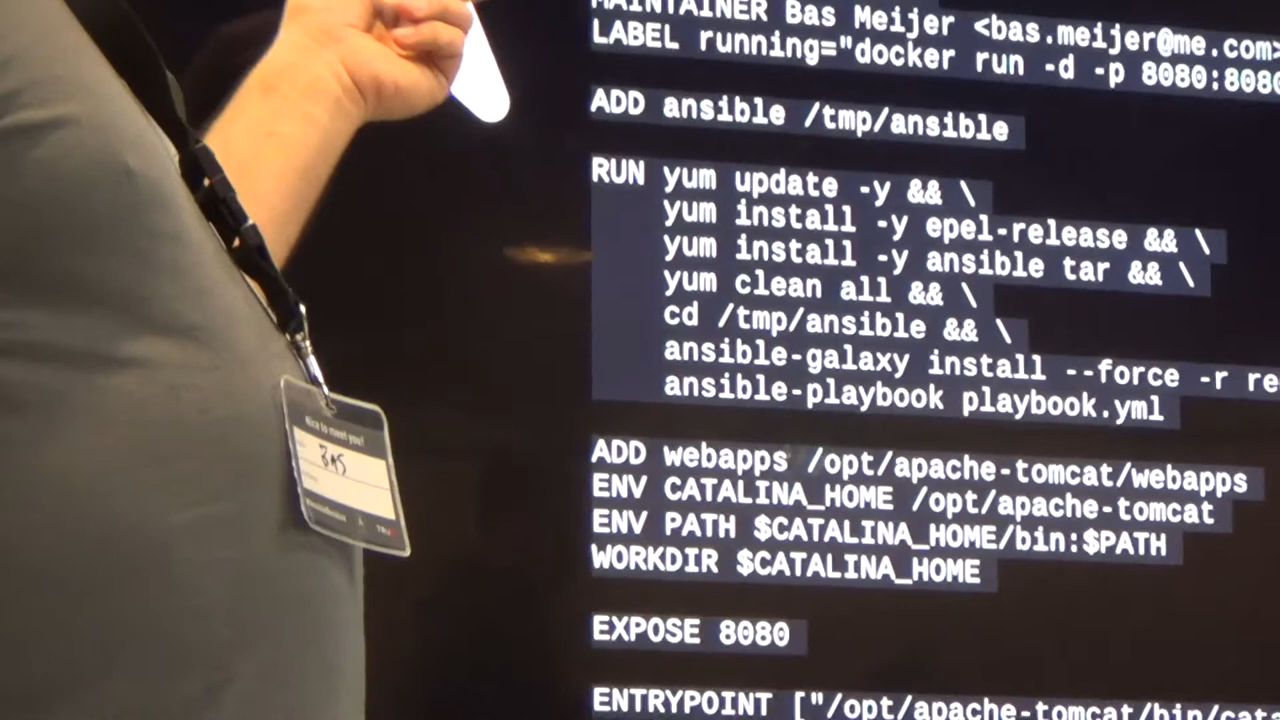 MAINTAINER Bas Meijer <bas.meijer@me.com>
LABEL running="docker run -d -p 8080:8080
ADD ansible /tmp/ansible
RUN yum update -y && \
yum install -y epel-release && \
yum install -y ansible tar && \
yum clean all && \
cd /tmp/ansible && \
ansible-galaxy install --force -r re
ansible-playbook playbook.yml
ADD webapps /opt/apache-tomcat/webapps
ENV CATALINA_HOME /opt/apache-tomcat
ENV PATH $CATALINA_HOME/bin:$PATH
WORKDIR $CATALINA_HOME
EXPOSE 8080
ENTRYPOINT ["/opt/apache-tomcat/bin/cata
Nice to meet you!
BAS